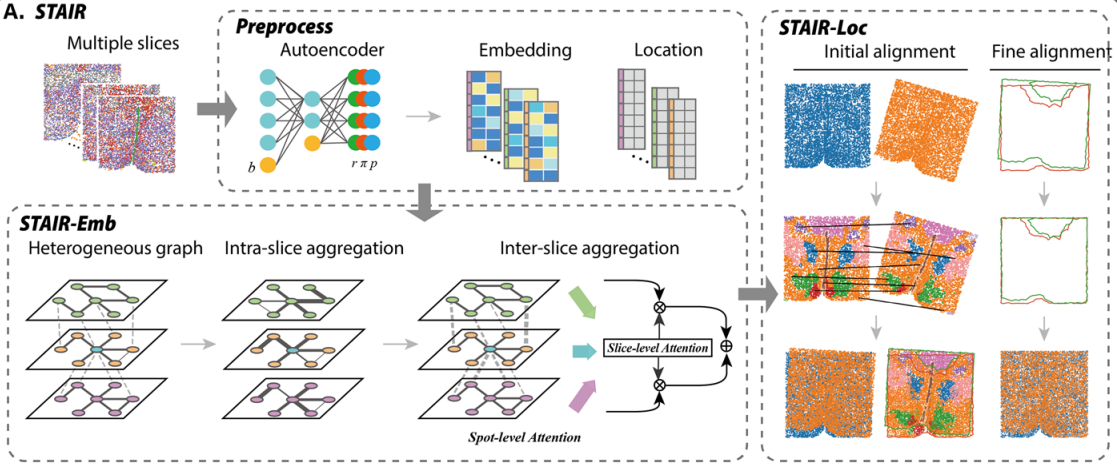 A. STAIR
Multiple slices
Preprocess
Autoencoder
Embedding
Location
b
r π p
STAIR-Emb
Heterogeneous graph
Intra-slice aggregation
Inter-slice aggregation
Slice-level Attention
Spot-level Attention
STAIR-Loc
Initial alignment
Fine alignment